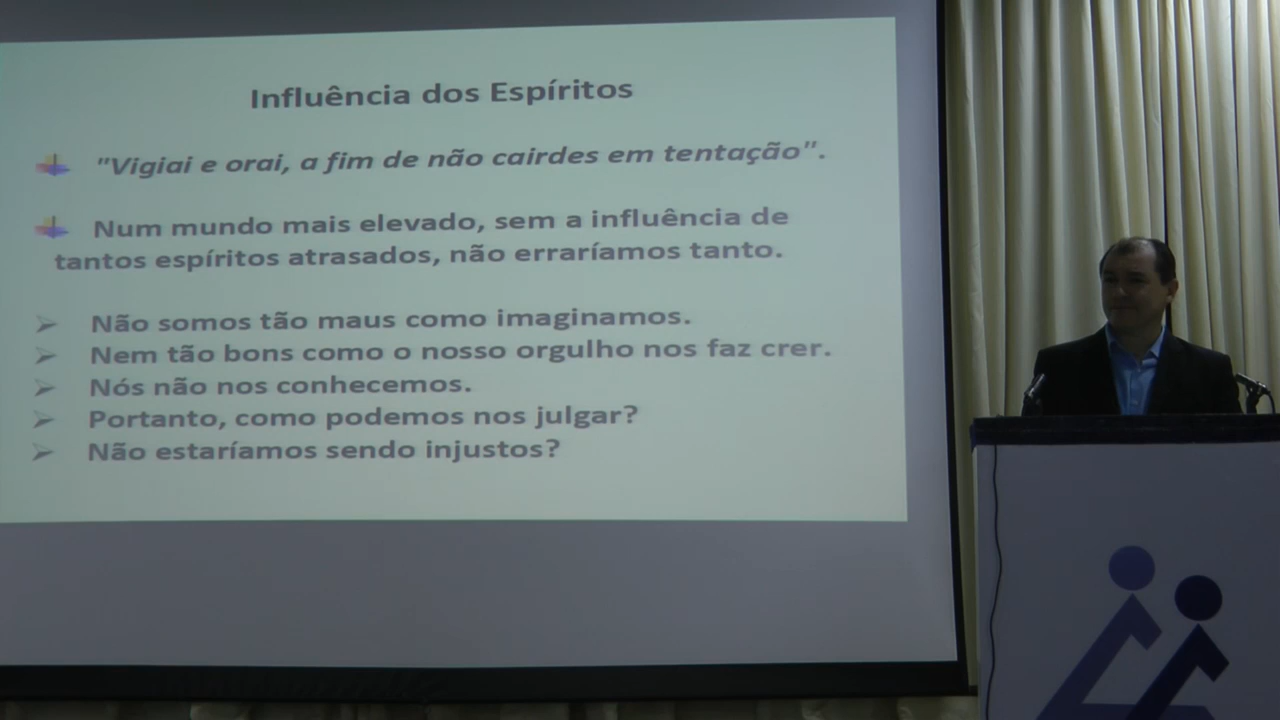 Influência dos Espíritos
"Vigiai e orai, a fim de não cairdes em tentação".
Num mundo mais elevado, sem a influência de
tantos espíritos atrasados, não erraríamos tanto.
Não somos tão maus como imaginamos.
Nem tão bons como o nosso orgulho nos faz crer.
Nós não nos conhecemos.
Portanto, como podemos nos julgar?
Não estaríamos sendo injustos?